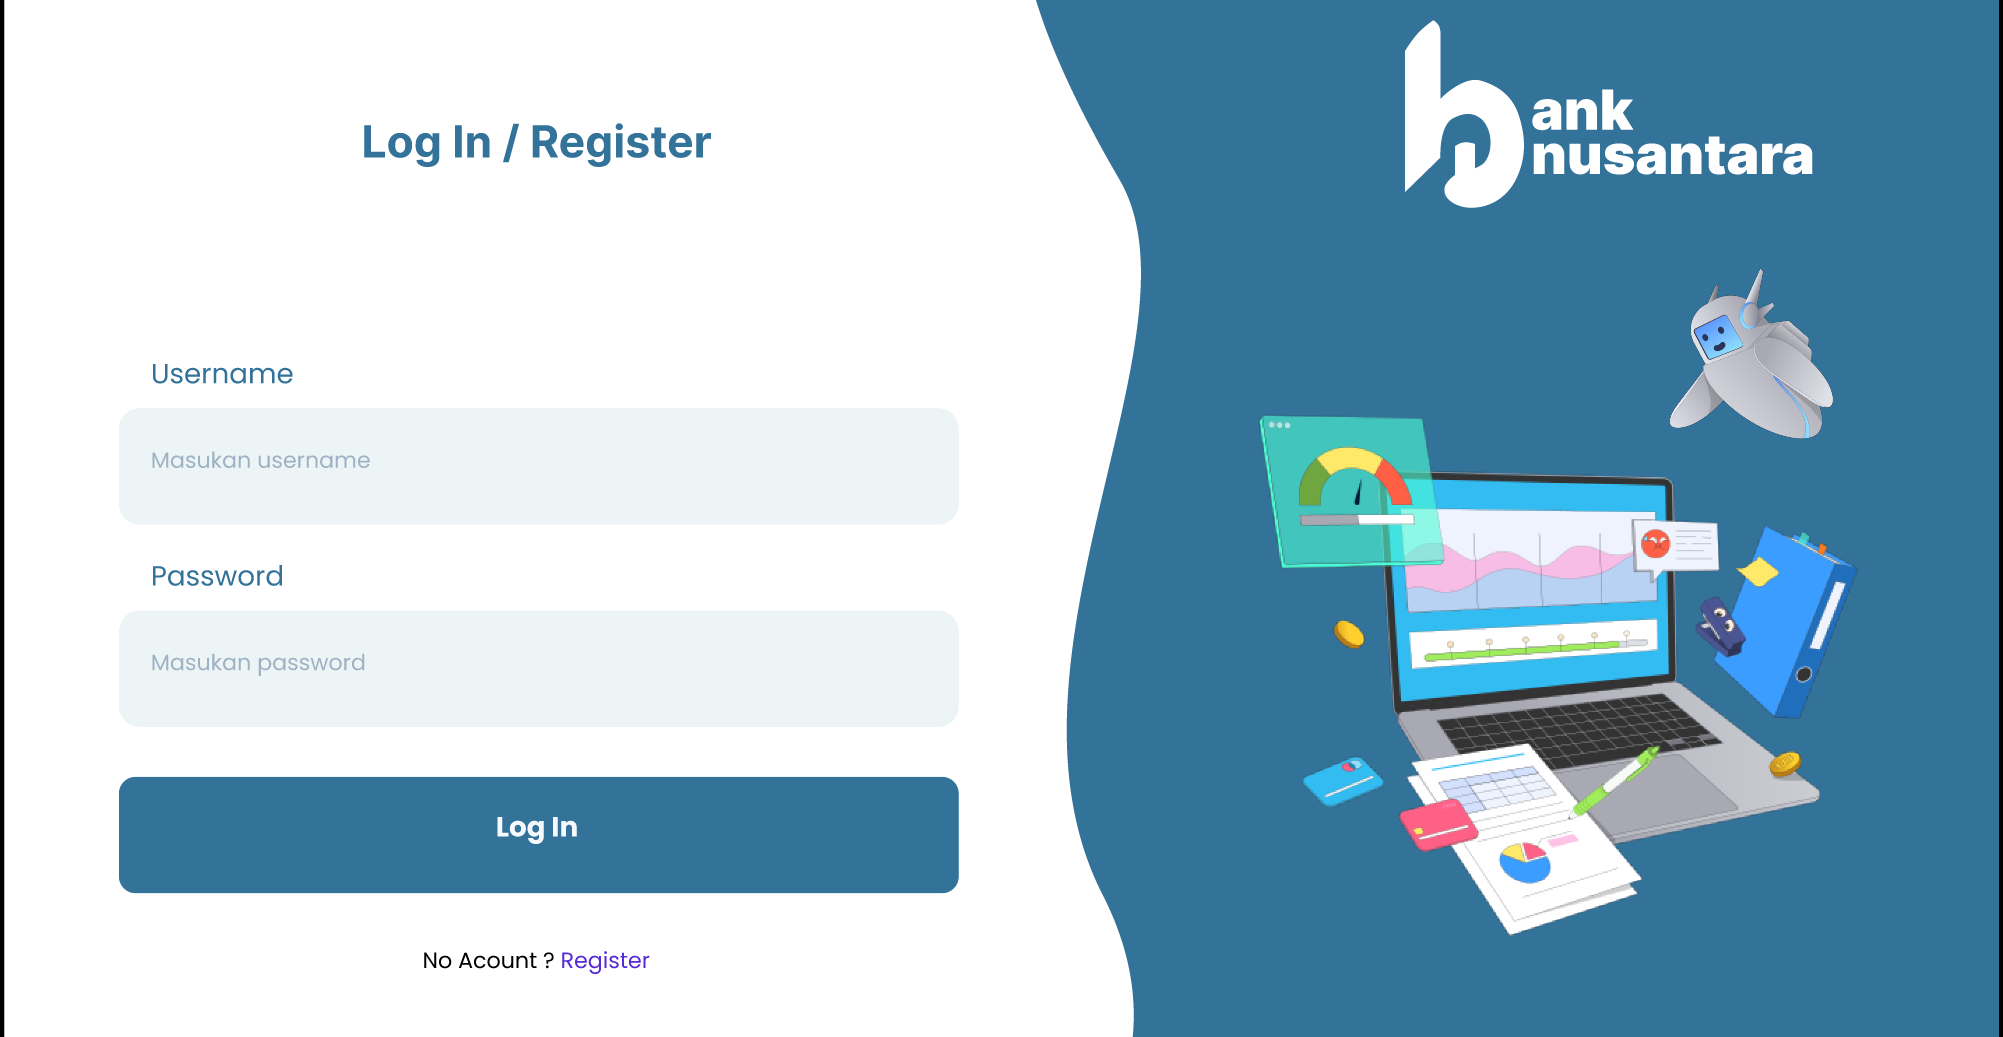 Log In / Register
Username
Masukan username
Password
Masukan password
Log In
No Acount ? Register
bank
nusantara